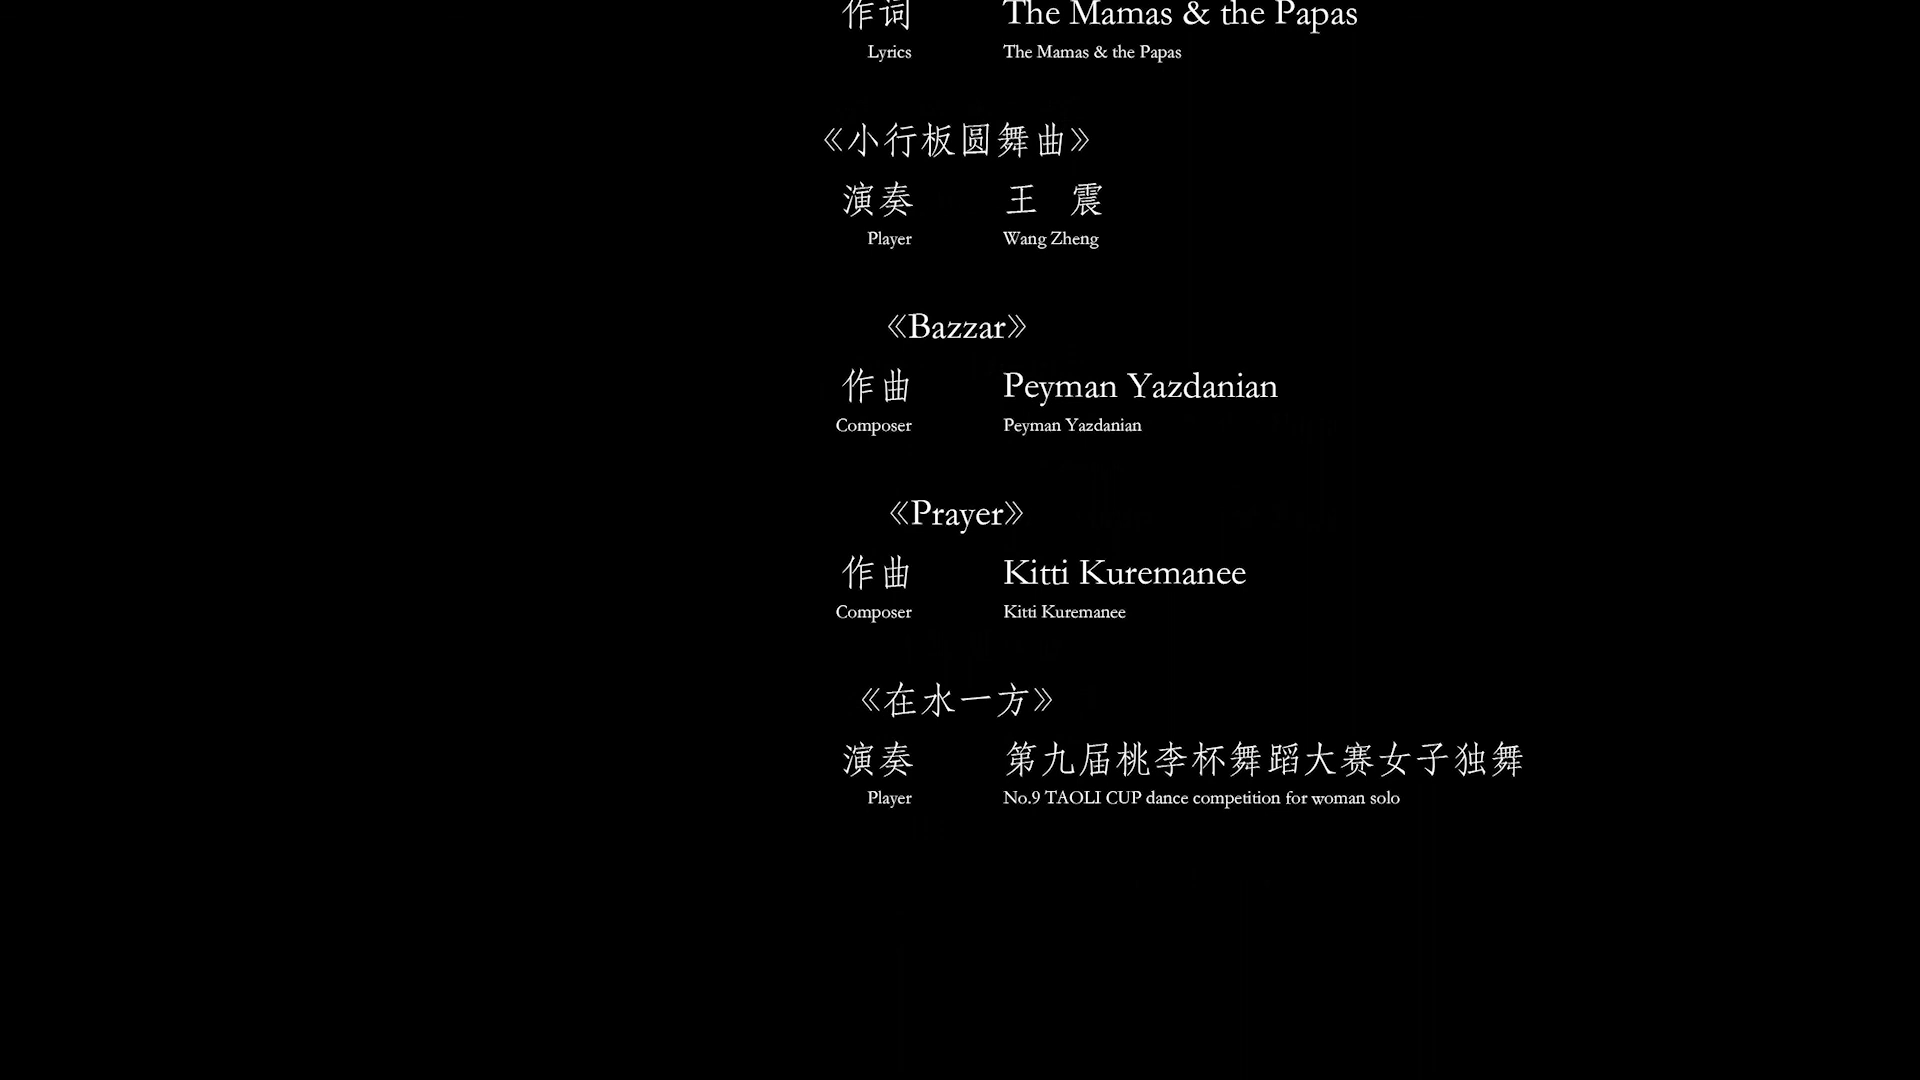 作词 The Mamas & the Papas
Lyrics The Mamas & the Papas
《小行板圆舞曲》
演奏 王 震
Player Wang Zheng
《Bazzar》
作曲 Peyman Yazdanian
Composer Peyman Yazdanian
《Prayer》
作曲 Kitti Kuremanee
Composer Kitti Kuremanee
《在水一方》
演奏 第九届桃李杯舞蹈大赛女子独舞
Player No.9 TAOLI CUP dance competition for woman solo